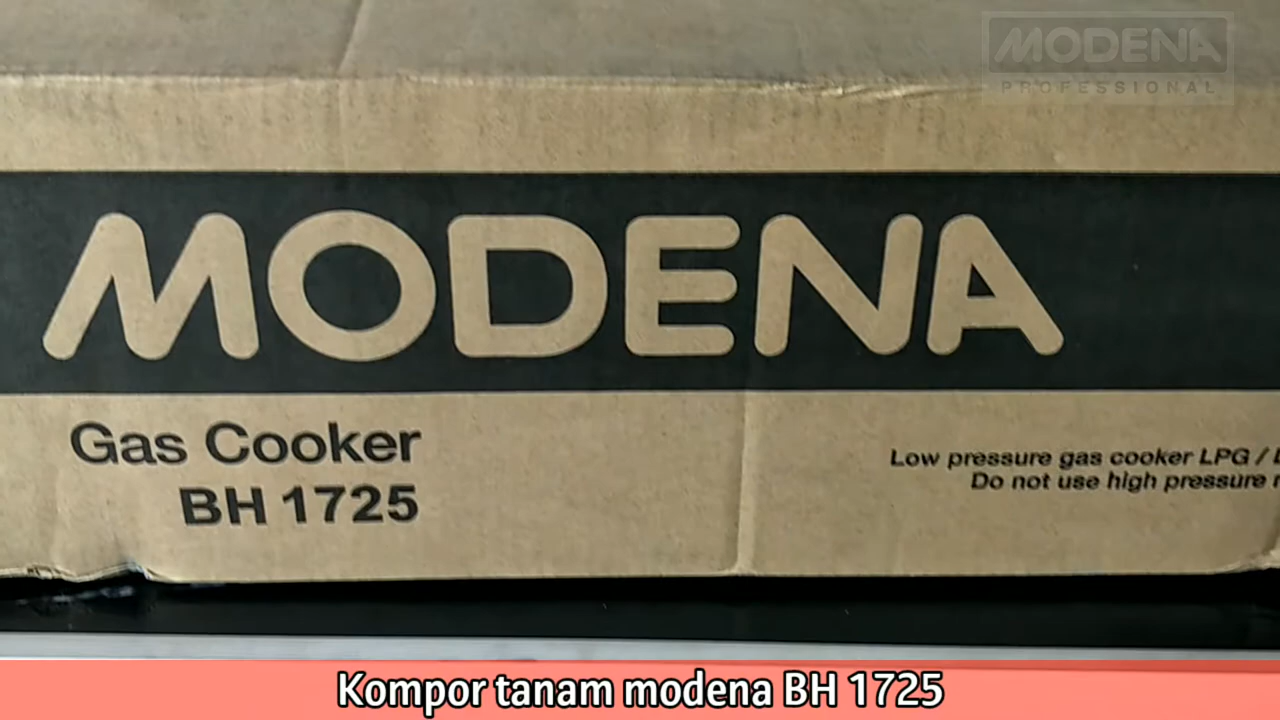 MODENA
PROFESSIONAL
MODENA
Gas Cooker
BH 1725
Low pressure gas cooker LPG /
Do not use high pressure
Kompor tanam modena BH 1725